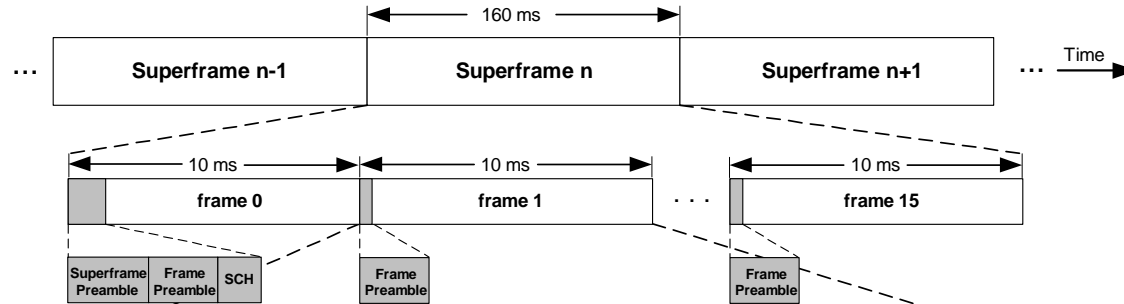 160 ms
... Superframe n-1 Superframe n Superframe n+1 ... Time
10 ms 10 ms 10 ms
frame 0 frame 1 . . . frame 15
Superframe Preamble Frame Preamble SCH Frame Preamble Frame Preamble